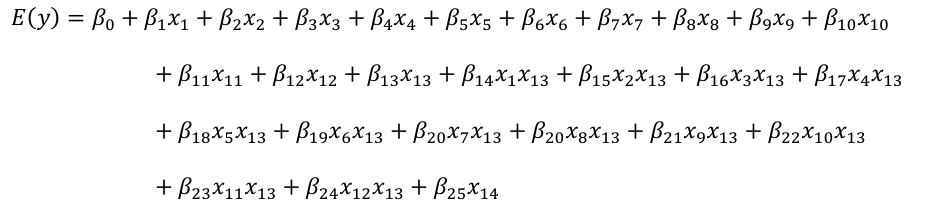 E(y) = β₀ + β₁x₁ + β₂x₂ + β₃x₃ + β₄x₄ + β₅x₅ + β₆x₆ + β₇x₇ + β₈x₈ + β₉x₉ + β₁₀x₁₀
+ β₁₁x₁₁ + β₁₂x₁₂ + β₁₃x₁₃ + β₁₄x₁x₁₃ + β₁₅x₂x₁₃ + β₁₆x₃x₁₃ + β₁₇x₄x₁₃
+ β₁₈x₅x₁₃ + β₁₉x₆x₁₃ + β₂₀x₇x₁₃ + β₂₀x₈x₁₃ + β₂₁x₉x₁₃ + β₂₂x₁₀x₁₃
+ β₂₃x₁₁x₁₃ + β₂₄x₁₂x₁₃ + β₂₅x₁₄